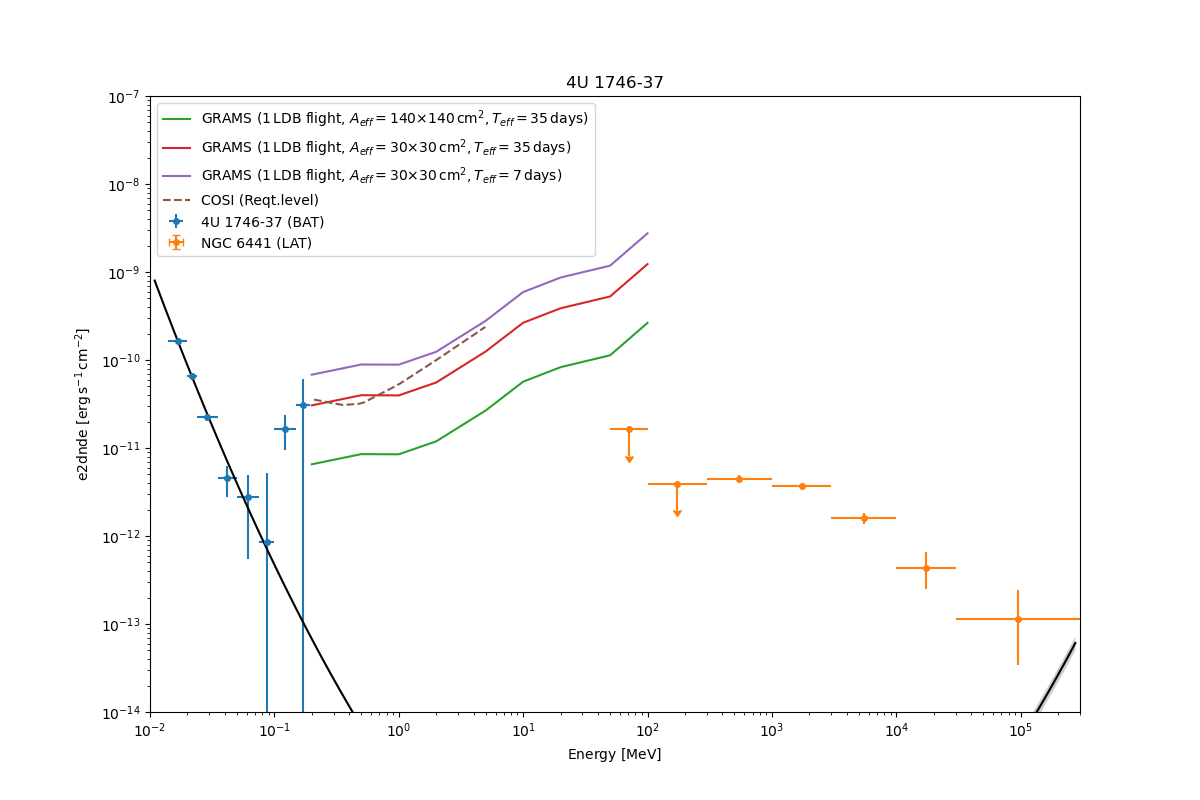 4U 1746-37
GRAMS (1 LDB flight, A_eff = 140×140 cm², T_eff = 35 days)
GRAMS (1 LDB flight, A_eff = 30×30 cm², T_eff = 35 days)
GRAMS (1 LDB flight, A_eff = 30×30 cm², T_eff = 7 days)
COSI (Reqt.level)
4U 1746-37 (BAT)
NGC 6441 (LAT)
e2dnde [erg s⁻¹ cm⁻²]
10⁻⁷
10⁻⁸
10⁻⁹
10⁻¹⁰
10⁻¹¹
10⁻¹²
10⁻¹³
10⁻¹⁴
10⁻² 10⁻¹ 10⁰ 10¹ 10² 10³ 10⁴ 10⁵
Energy [MeV]